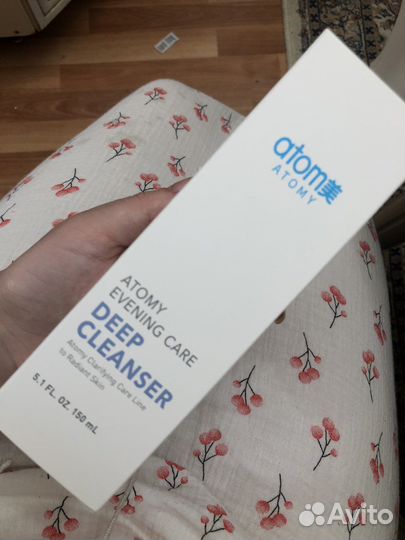 atom美
ATOMY
ATOMY
EVENING CARE
DEEP
CLEANSER
Atomy Clarifying Care Line
to Radiant Skin
5.1 FL. OZ. 150 mL
Avito